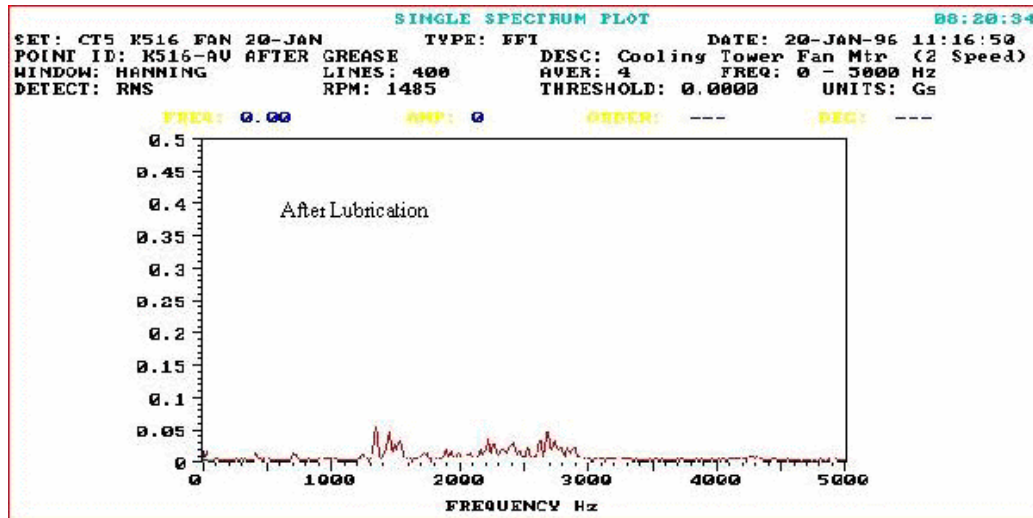 SINGLE SPECTRUM PLOT 08:20:34
SET: CT5 K516 FAN 20-JAN TYPE: FFT DATE: 20-JAN-96 11:16:50
POINT ID: K516-AV AFTER GREASE DESC: Cooling Tower Fan Mtr (2 Speed)
WINDOW: HANNING LINES: 400 AVER: 4 FREQ: 0 - 5000 Hz
DETECT: RMS RPM: 1485 THRESHOLD: 0.0000 UNITS: Gs
FREQ: 0.00 AMP: 0 ORDER: --- DEG: ---
0.5
0.45
0.4
After Lubrication
0.35
0.3
0.25
0.2
0.15
0.1
0.05
0
0 1000 2000 3000 4000 5000
FREQUENCY Hz